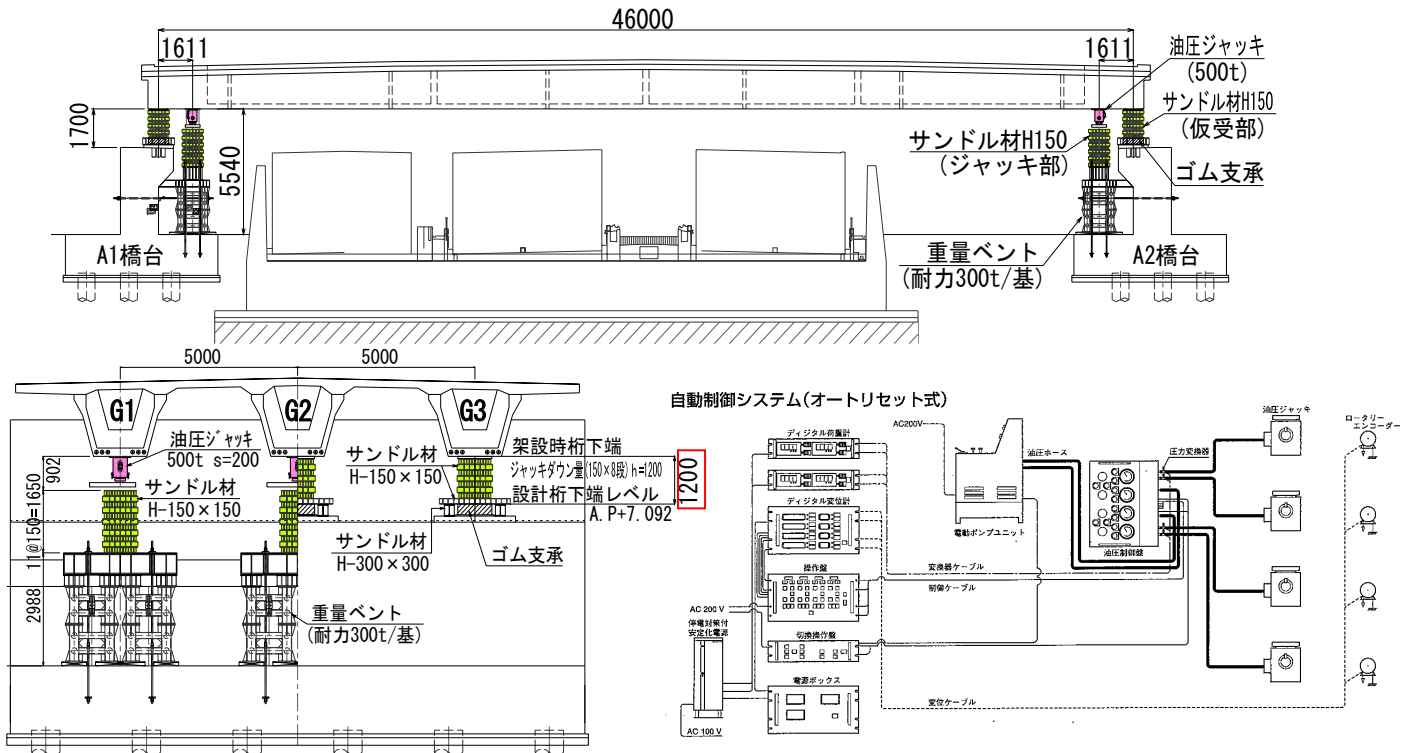 46000
1611
1611
油圧ジャッキ
(500t)
サンドル材H150
(仮受部)
1700
サンドル材H150
(ジャッキ部)
5540
ゴム支承
A1橋台
重量ベント
(耐力300t/基)
A2橋台
5000
5000
G1
G2
G3
油圧ジャッキ
500t s=200
902
サンドル材
H-150×150
サンドル材
H-150×150
架設時桁下端
ジャッキダウン量(150×8段)h=1200
設計桁下端レベル
A.P+7.092
1200
11@150=1650
サンドル材
H-300×300
ゴム支承
2988
重量ベント
(耐力300t/基)
自動制御システム(オートリセット式)
AC200V
油圧ジャッキ
ロータリー
エンコーダー
ディジタル荷重計
油圧ホース
圧力変換器
ディジタル変位計
電動ポンプユニット
油圧制御盤
操作盤
変換器ケーブル
制御ケーブル
AC 200 V
停電対策付
安定化電源
切換操作盤
電源ボックス
変位ケーブル
AC 100 V